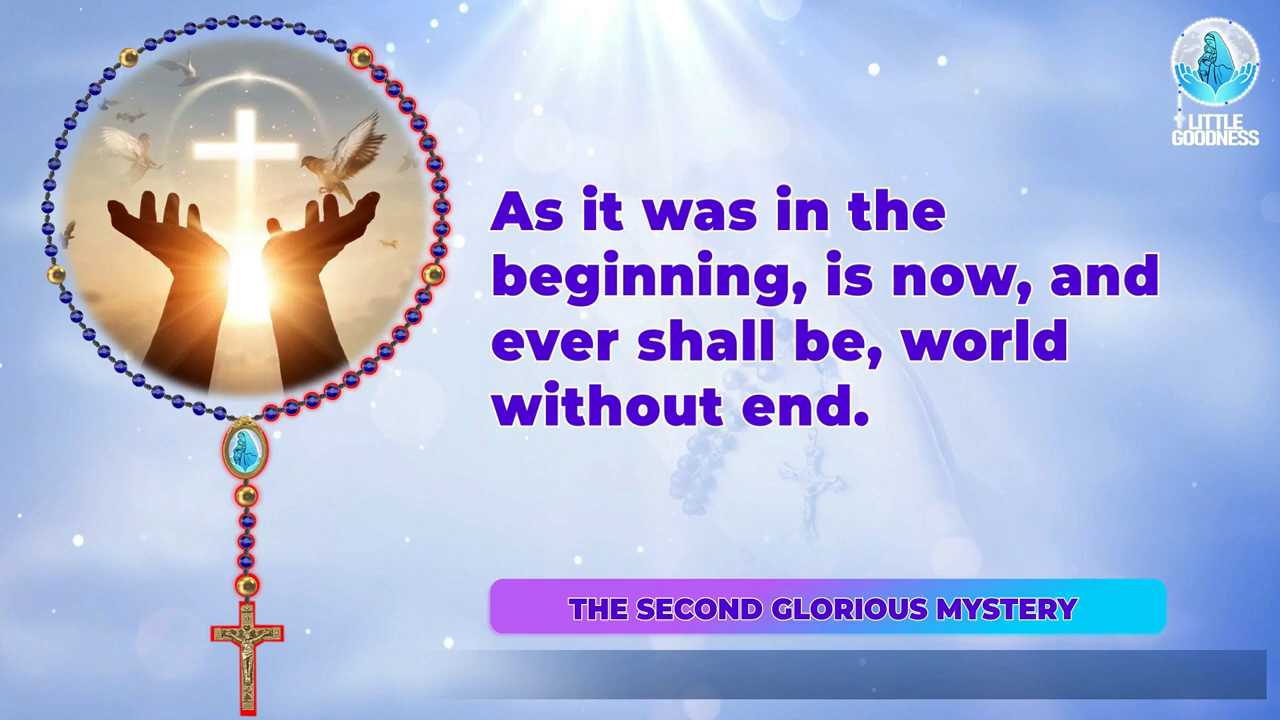 LITTLE
GOODNESS
As it was in the
beginning, is now, and
ever shall be, world
without end.
THE SECOND GLORIOUS MYSTERY